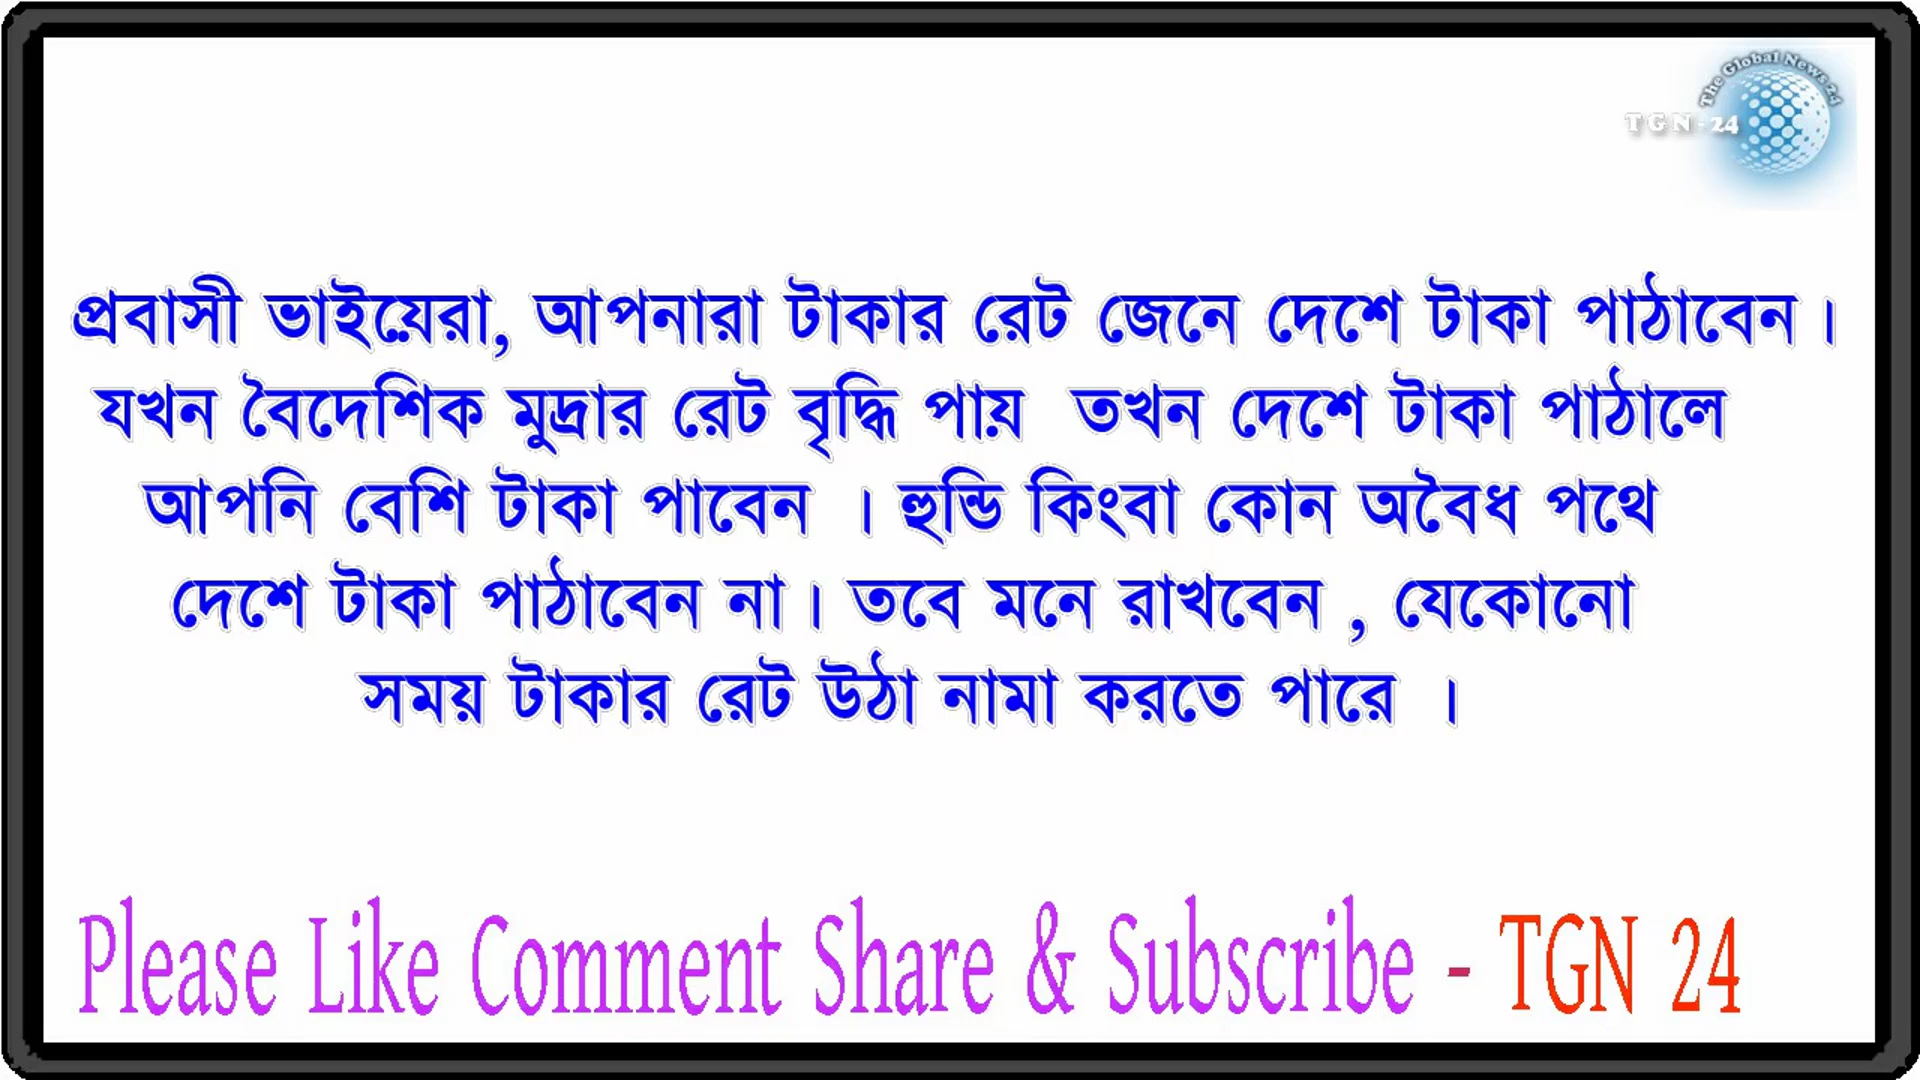 The Global News 24
TGN-24
প্রবাসী ভাইয়েরা, আপনারা টাকার রেট জেনে দেশে টাকা পাঠাবেন।
যখন বৈদেশিক মুদ্রার রেট বৃদ্ধি পায় তখন দেশে টাকা পাঠালে
আপনি বেশি টাকা পাবেন । হুন্ডি কিংবা কোন অবৈধ পথে
দেশে টাকা পাঠাবেন না। তবে মনে রাখবেন , যেকোনো
সময় টাকার রেট উঠা নামা করতে পারে ।
Please Like Comment Share & Subscribe - TGN 24